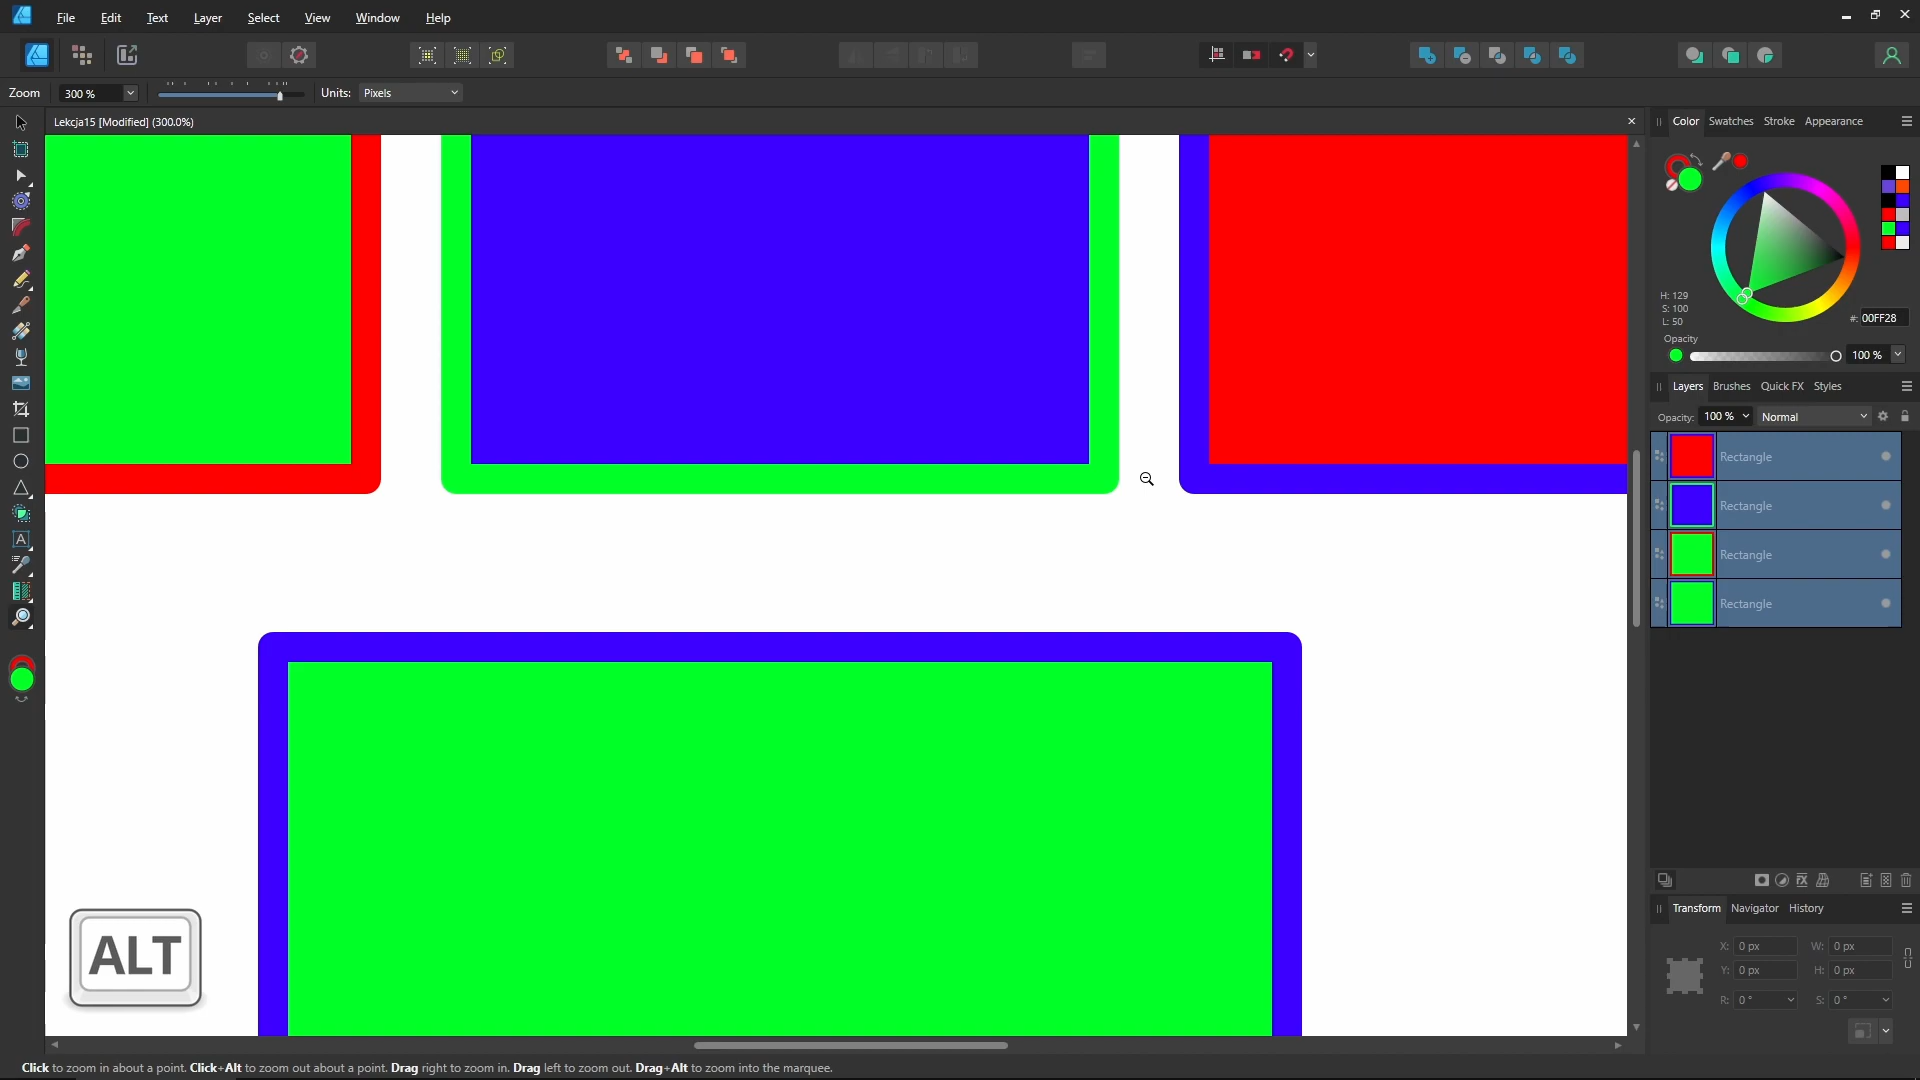 File Edit Text Layer Select View Window Help
Zoom 300 % Units: Pixels
Lekcja15 [Modified] (300.0%)
Color Swatches Stroke Appearance
H: 129
S: 100
L: 50
#: 00FF28
Opacity
100 %
Layers Brushes Quick FX Styles
Opacity: 100 % Normal
Rectangle
Rectangle
Rectangle
Rectangle
A
fx
Transform Navigator History
X: 0 px W: 0 px
Y: 0 px H: 0 px
R: 0 ° S: 0 °
ALT
Click to zoom in about a point. Click+Alt to zoom out about a point. Drag right to zoom in. Drag left to zoom out. Drag+Alt to zoom into the marquee.